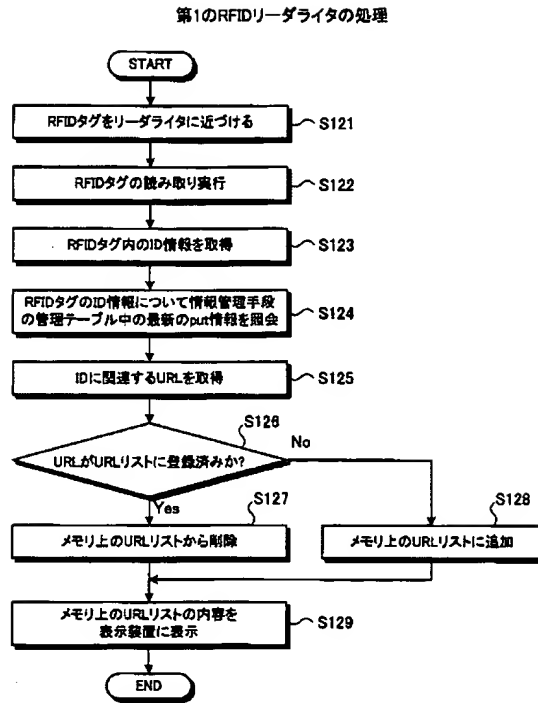 第1のRFIDリーダライタの処理
START
RFIDタグをリーダライタに近づける
S121
RFIDタグの読み取り実行
S122
RFIDタグ内のID情報を取得
S123
RFIDタグのID情報について情報管理手段
の管理テーブル中の最新のput情報を照会
S124
IDに関連するURLを取得
S125
S126
URLがURLリストに登録済みか?
No
Yes
S127
メモリ上のURLリストから削除
S128
メモリ上のURLリストに追加
メモリ上のURLリストの内容を
表示装置に表示
S129
END